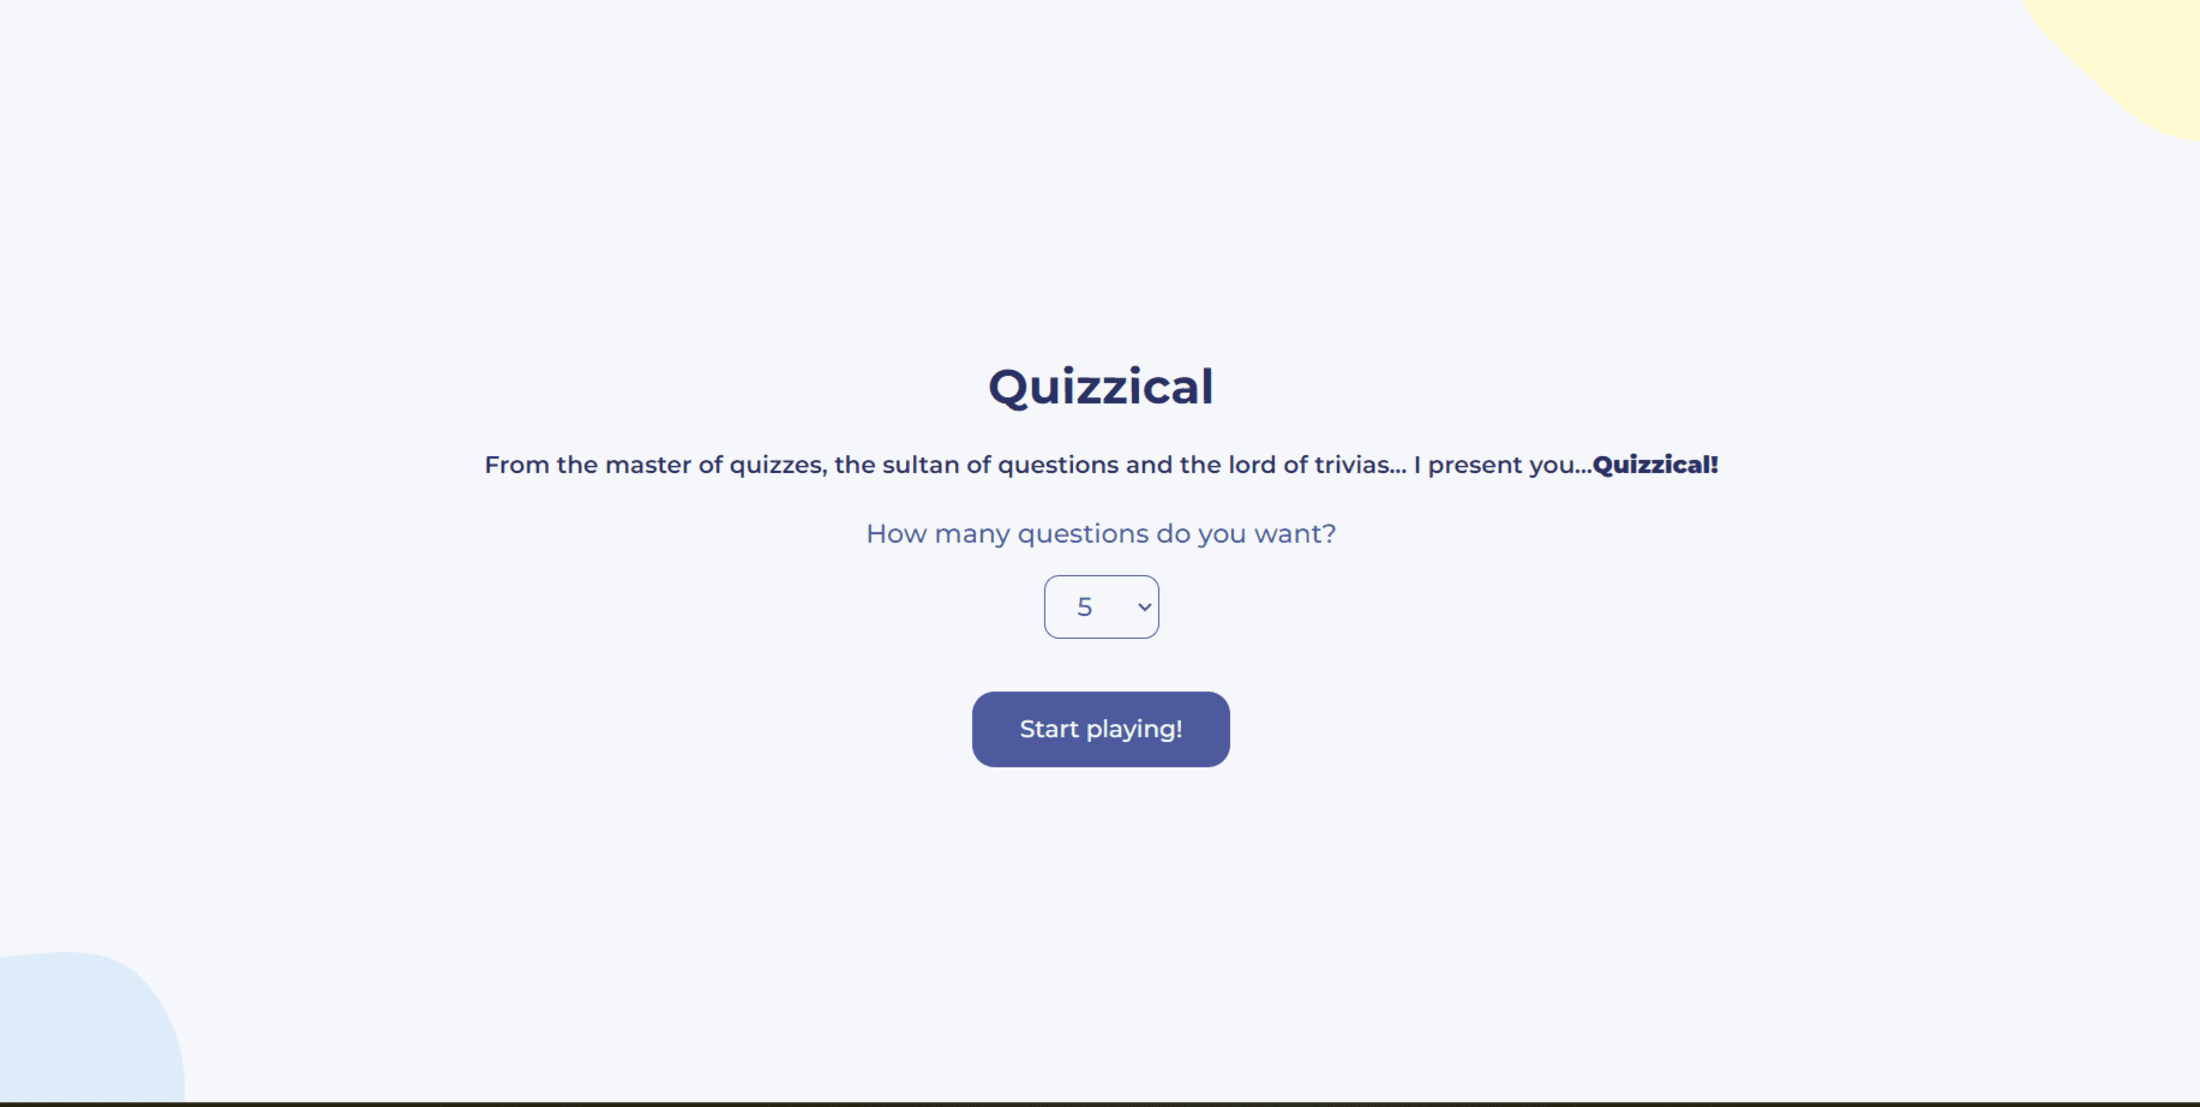 Quizzical
From the master of quizzes, the sultan of questions and the lord of trivias... I present you...Quizzical!
How many questions do you want?
5
Start playing!